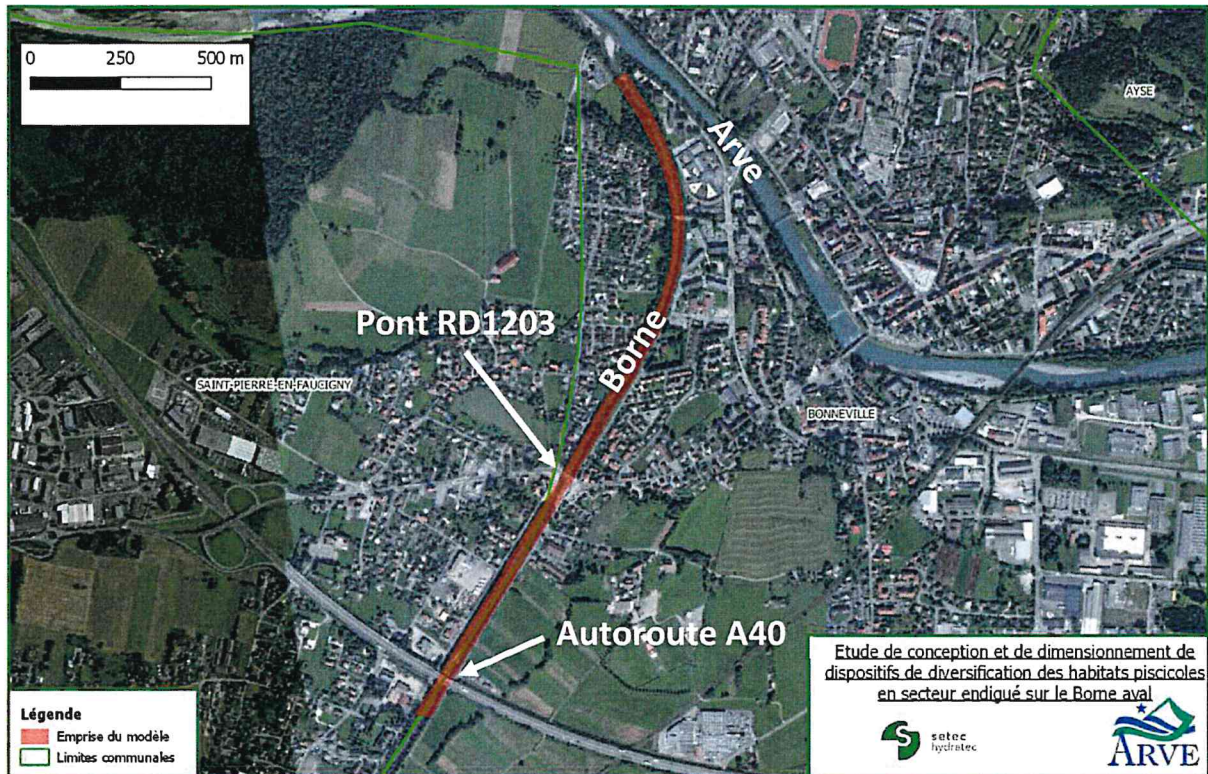 0 250 500 m
AYSE
Arve
Pont RD1203
Borne
SAINT-PIERRE-EN-FAUCIGNY
BONNEVILLE
Autoroute A40
Légende
Emprise du modèle
Limites communales
Etude de conception et de dimensionnement de
dispositifs de diversification des habitats piscicoles
en secteur endigué sur le Borne aval
setec
hydratec
ARVE